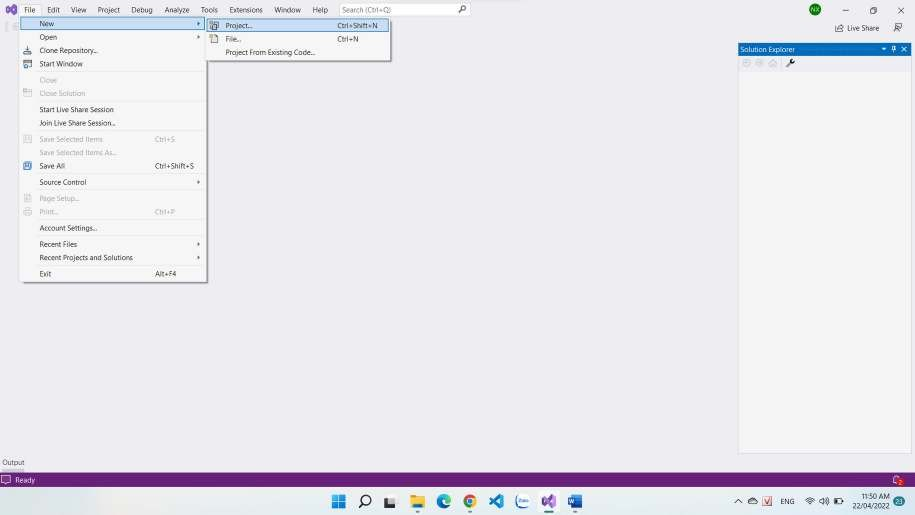 File Edit View Project Debug Analyze Tools Extensions Window Help Search (Ctrl+Q) NX
Live Share
New
Project... Ctrl+Shift+N
File... Ctrl+N
Project From Existing Code...
Open
Clone Repository...
Start Window
Close
Close Solution
Start Live Share Session
Join Live Share Session...
Save Selected Items Ctrl+S
Save Selected Items As...
Save All Ctrl+Shift+S
Source Control
Page Setup...
Print... Ctrl+P
Account Settings...
Recent Files
Recent Projects and Solutions
Exit Alt+F4
Solution Explorer
Output
Ready 2
Zalo ENG 11:50 AM
22/04/2022 23